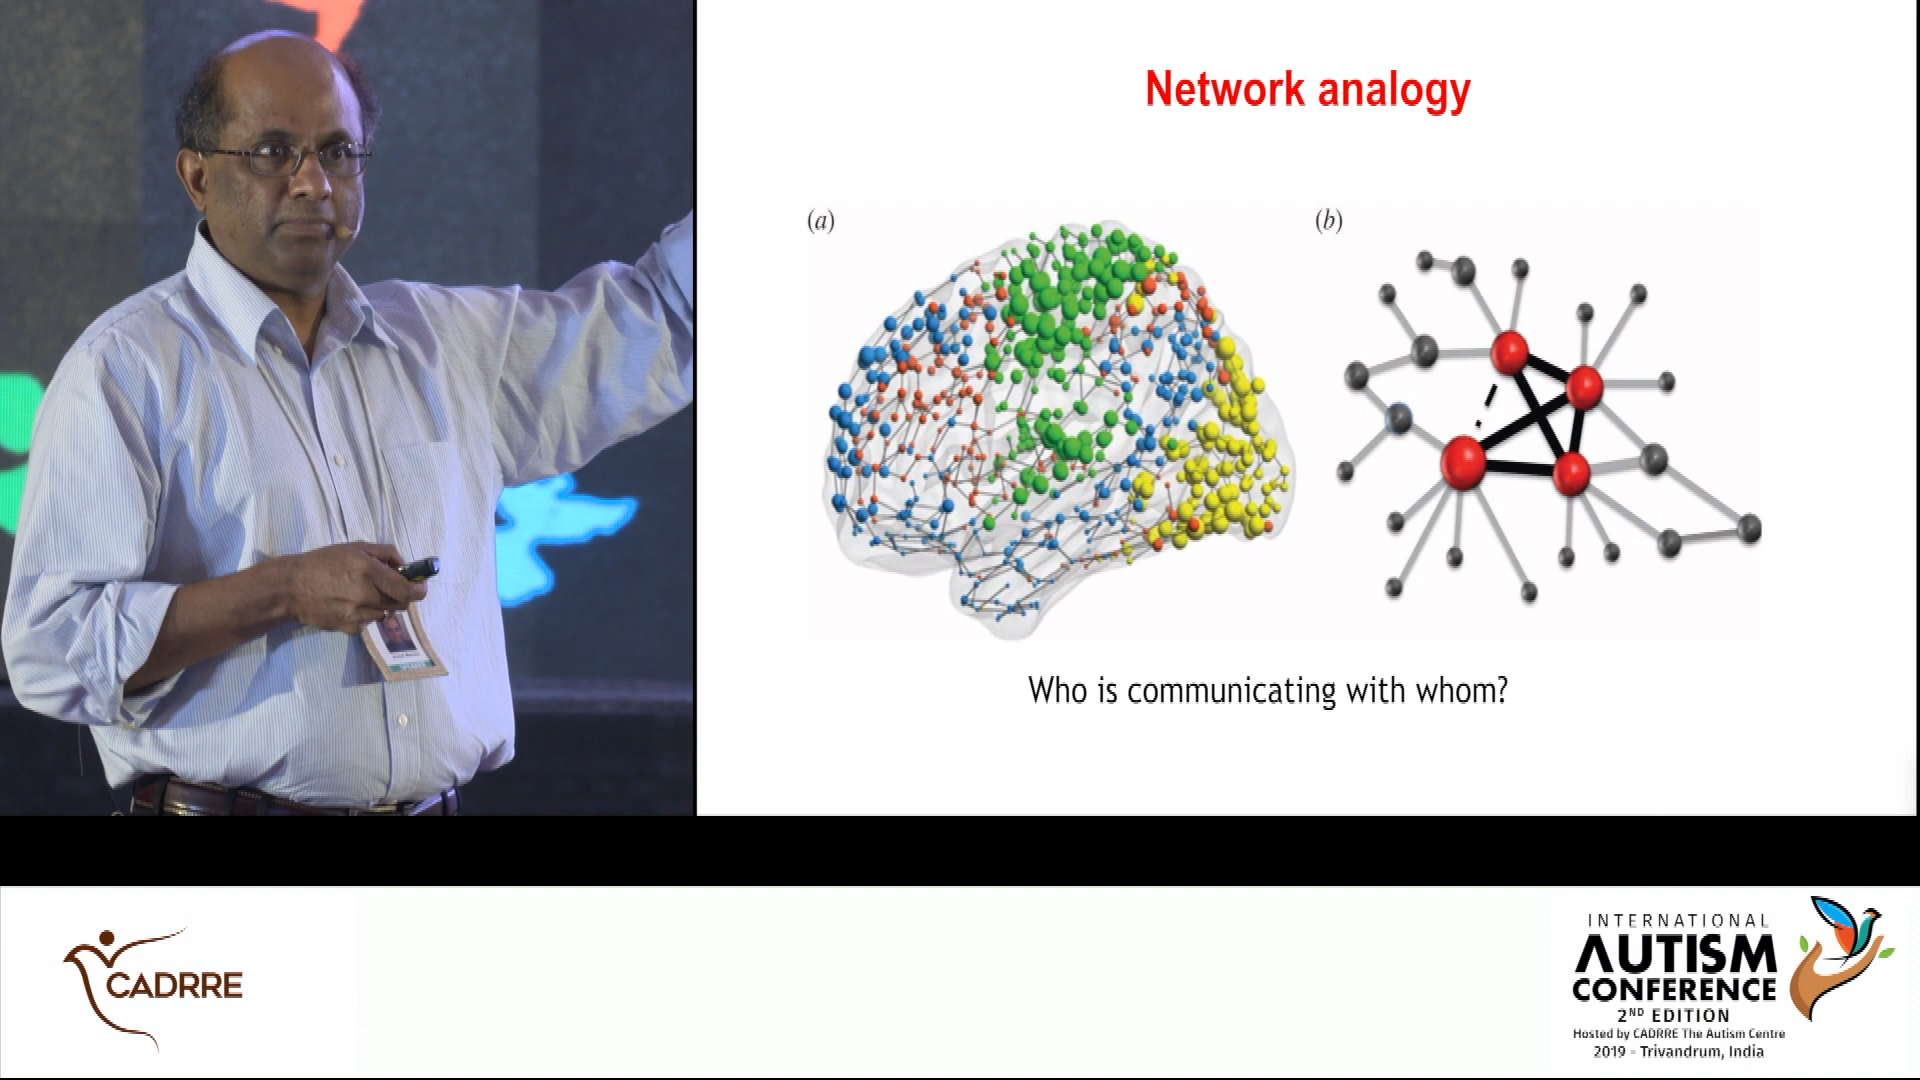 Network analogy
(a)
(b)
Who is communicating with whom?
CADRRE
INTERNATIONAL
AUTISM
CONFERENCE
2ND EDITION
Hosted by CADRRE The Autism Centre
2019 - Trivandrum, India